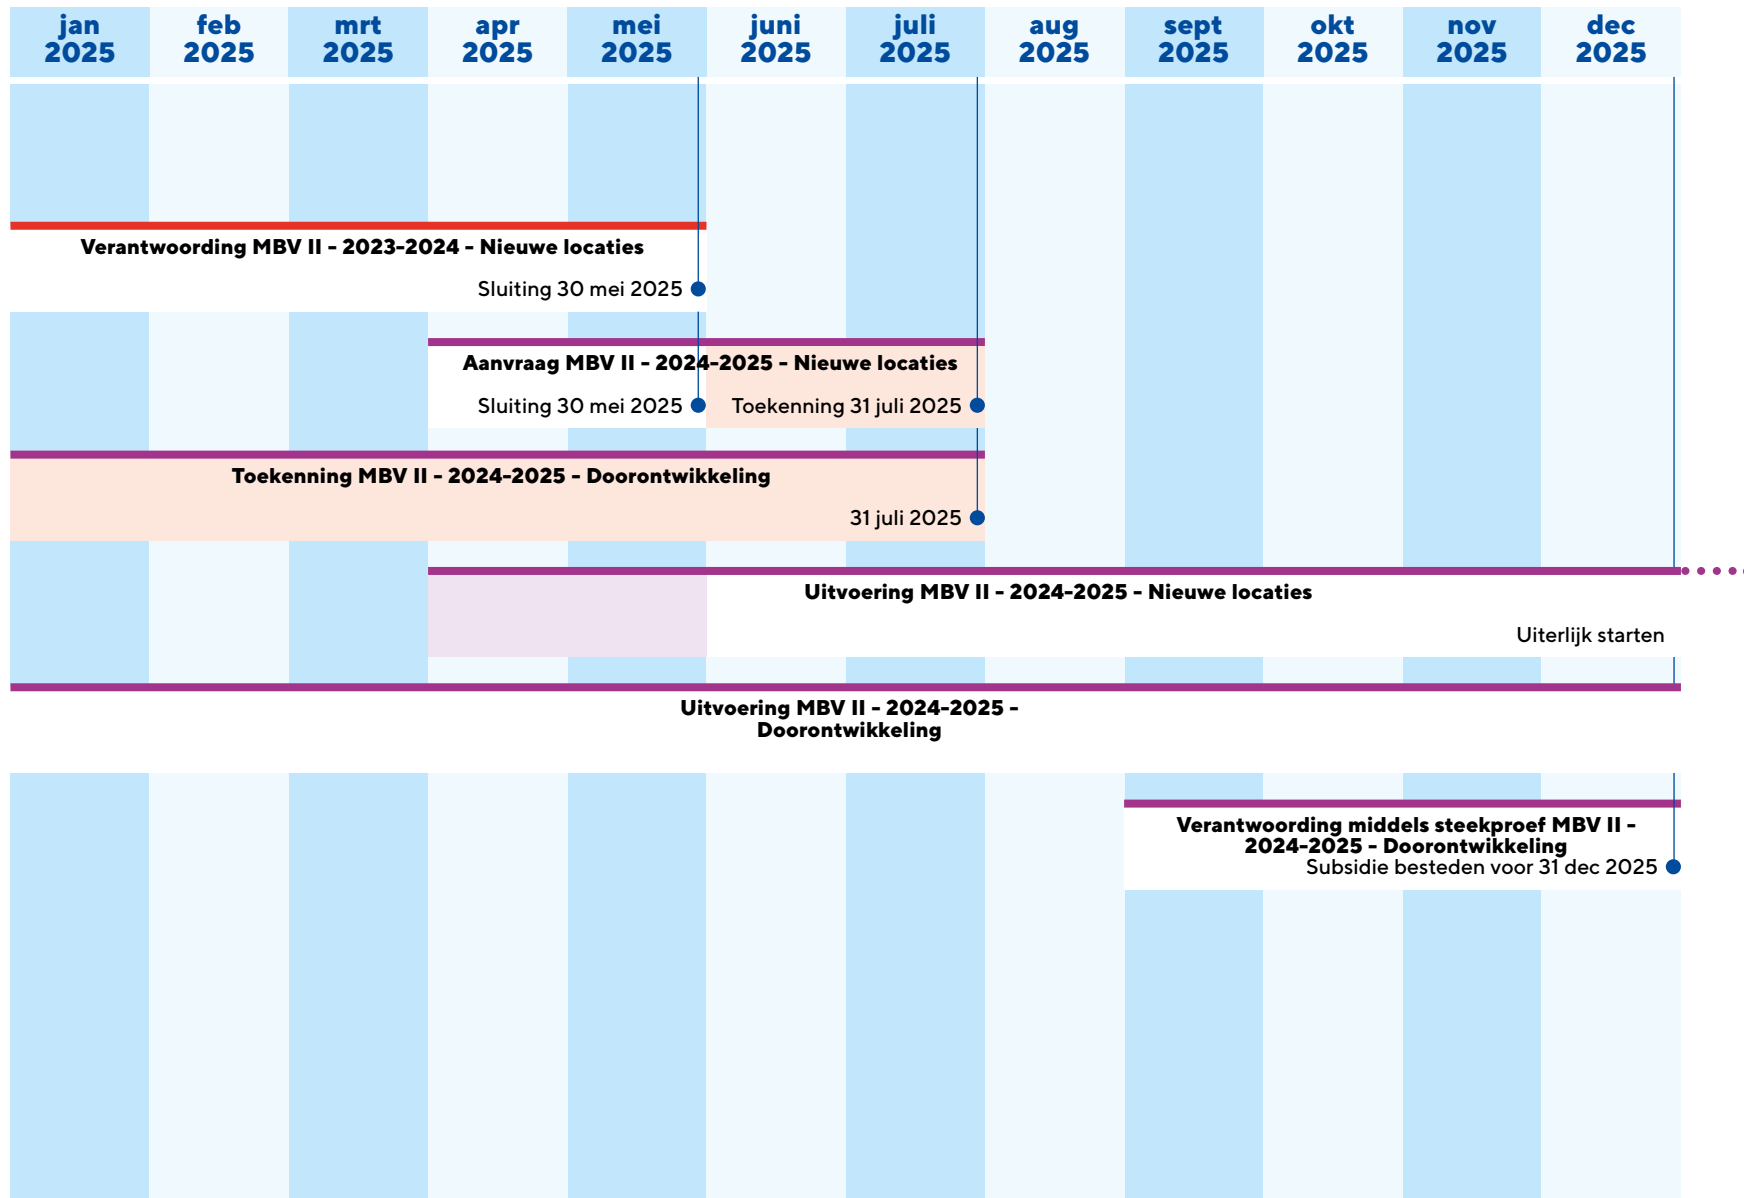 jan feb mrt apr mei juni juli aug sept okt nov dec
2025 2025 2025 2025 2025 2025 2025 2025 2025 2025 2025 2025
Verantwoording MBV II - 2023-2024 - Nieuwe locaties
Sluiting 30 mei 2025
Aanvraag MBV II - 2024-2025 - Nieuwe locaties
Sluiting 30 mei 2025 Toekenning 31 juli 2025
Toekenning MBV II - 2024-2025 - Doorontwikkeling
31 juli 2025
Uitvoering MBV II - 2024-2025 - Nieuwe locaties
Uiterlijk starten
Uitvoering MBV II - 2024-2025 -
Doorontwikkeling
Verantwoording middels steekproef MBV II -
2024-2025 - Doorontwikkeling
Subsidie besteden voor 31 dec 2025